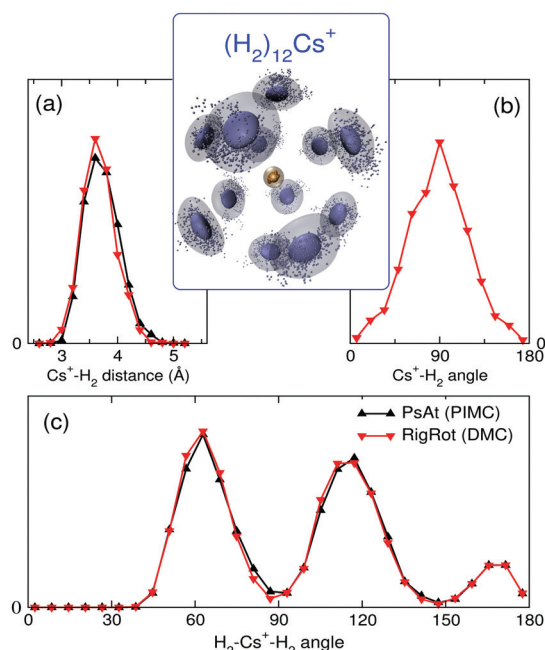 (H₂)₁₂Cs⁺
(a)
(b)
0
3
4
5
Cs⁺-H₂ distance (Å)
0
0
90
180
Cs⁺-H₂ angle
(c)
PsAt (PIMC)
RigRot (DMC)
0
0
30
60
90
120
150
180
H₂-Cs⁺-H₂ angle